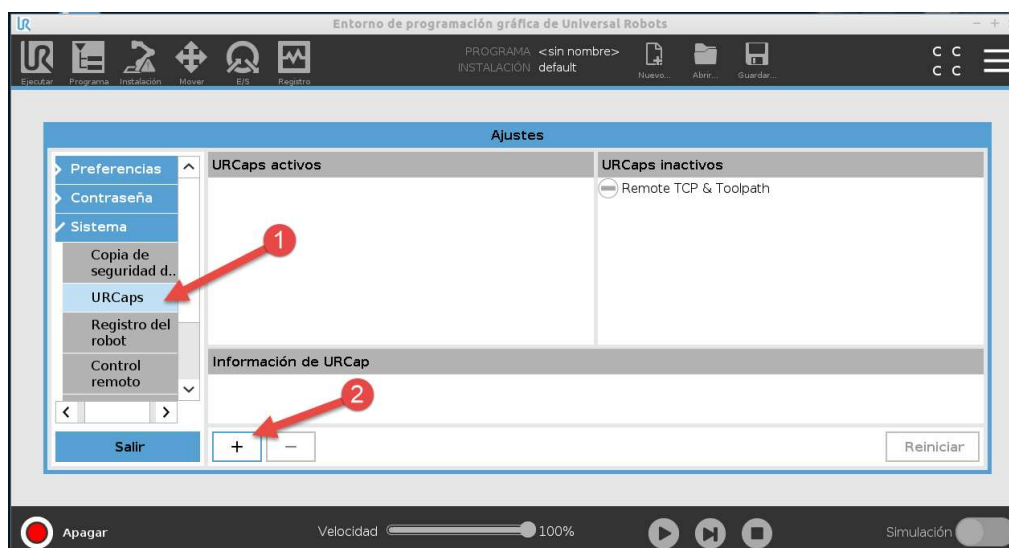 Entorno de programación gráfica de Universal Robots
PROGRAMA <sin nombre>
INSTALACIÓN default
Ejecutar Programa Instalación Mover E/S Registro Nuevo... Abrir... Guardar...
C C
C C
Ajustes
Preferencias
Contraseña
Sistema
Copia de
seguridad d..
URCaps
Registro del
robot
Control
remoto
Salir
URCaps activos
URCaps inactivos
Remote TCP & Toolpath
1
Información de URCap
2
+ −
Reiniciar
Apagar
Velocidad 100%
Simulación